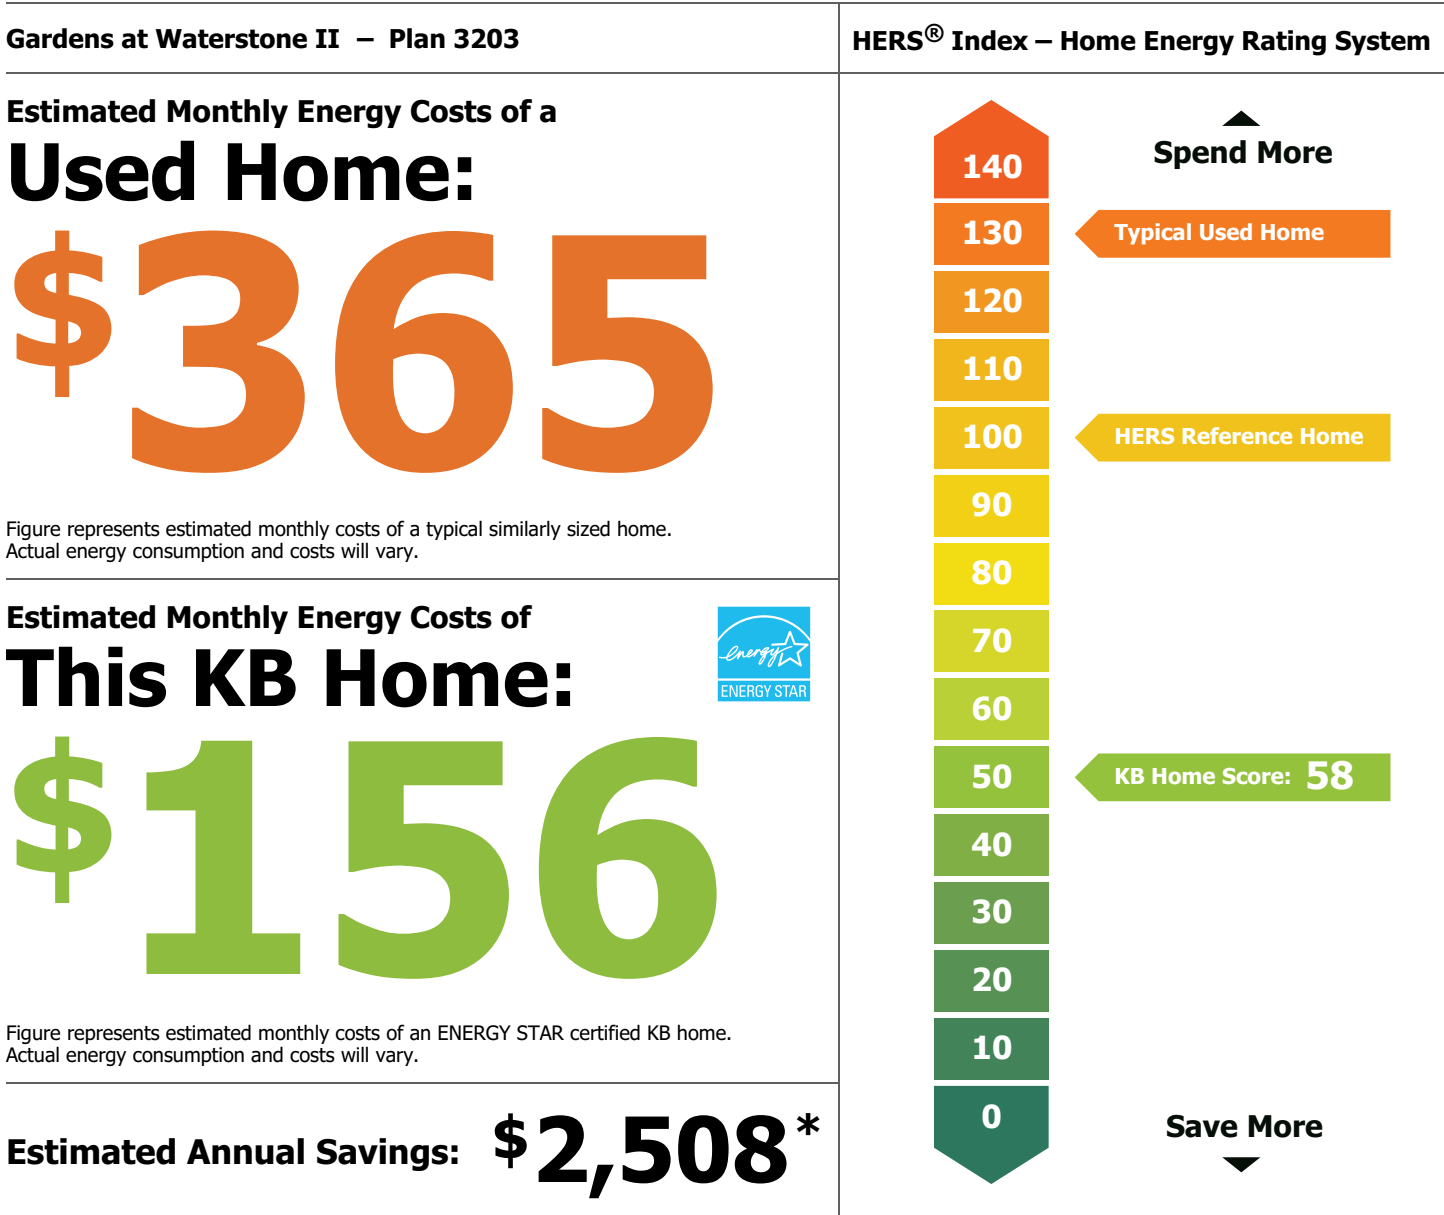 Gardens at Waterstone II – Plan 3203
Estimated Monthly Energy Costs of a
Used Home:
$365
Figure represents estimated monthly costs of a typical similarly sized home.
Actual energy consumption and costs will vary.
Estimated Monthly Energy Costs of
This KB Home:
energy
ENERGY STAR
$156
Figure represents estimated monthly costs of an ENERGY STAR certified KB home.
Actual energy consumption and costs will vary.
Estimated Annual Savings: $2,508*
HERS® Index – Home Energy Rating System
Spend More
140
130 Typical Used Home
120
110
100 HERS Reference Home
90
80
70
60
50 KB Home Score: 58
40
30
20
10
0
Save More